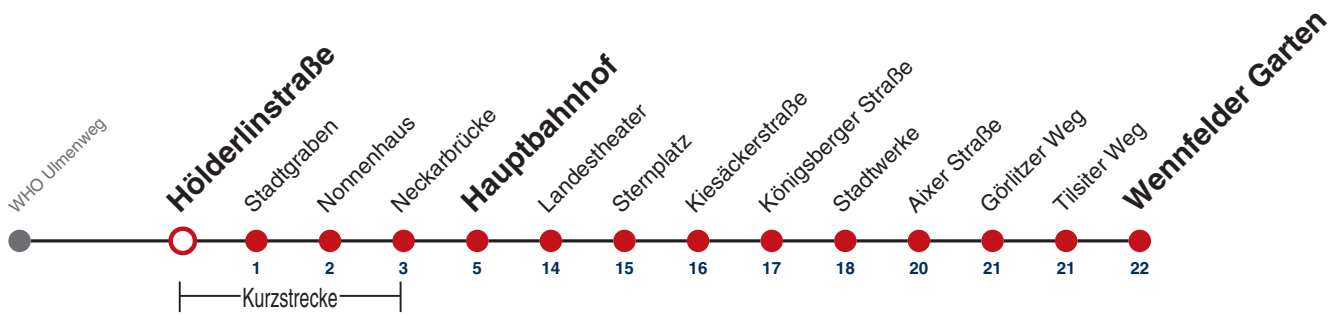 WHO Ulmenweg
Hölderlinstraße
Stadtgraben
Nonnenhaus
Neckarbrücke
Hauptbahnhof
Landestheater
Sternplatz
Kiesäckerstraße
Königsberger Straße
Stadtwerke
Aixer Straße
Görlitzer Weg
Tilsiter Weg
Wennfelder Garten
1 2 3 5 14 15 16 17 18 20 21 21 22
Kurzstrecke